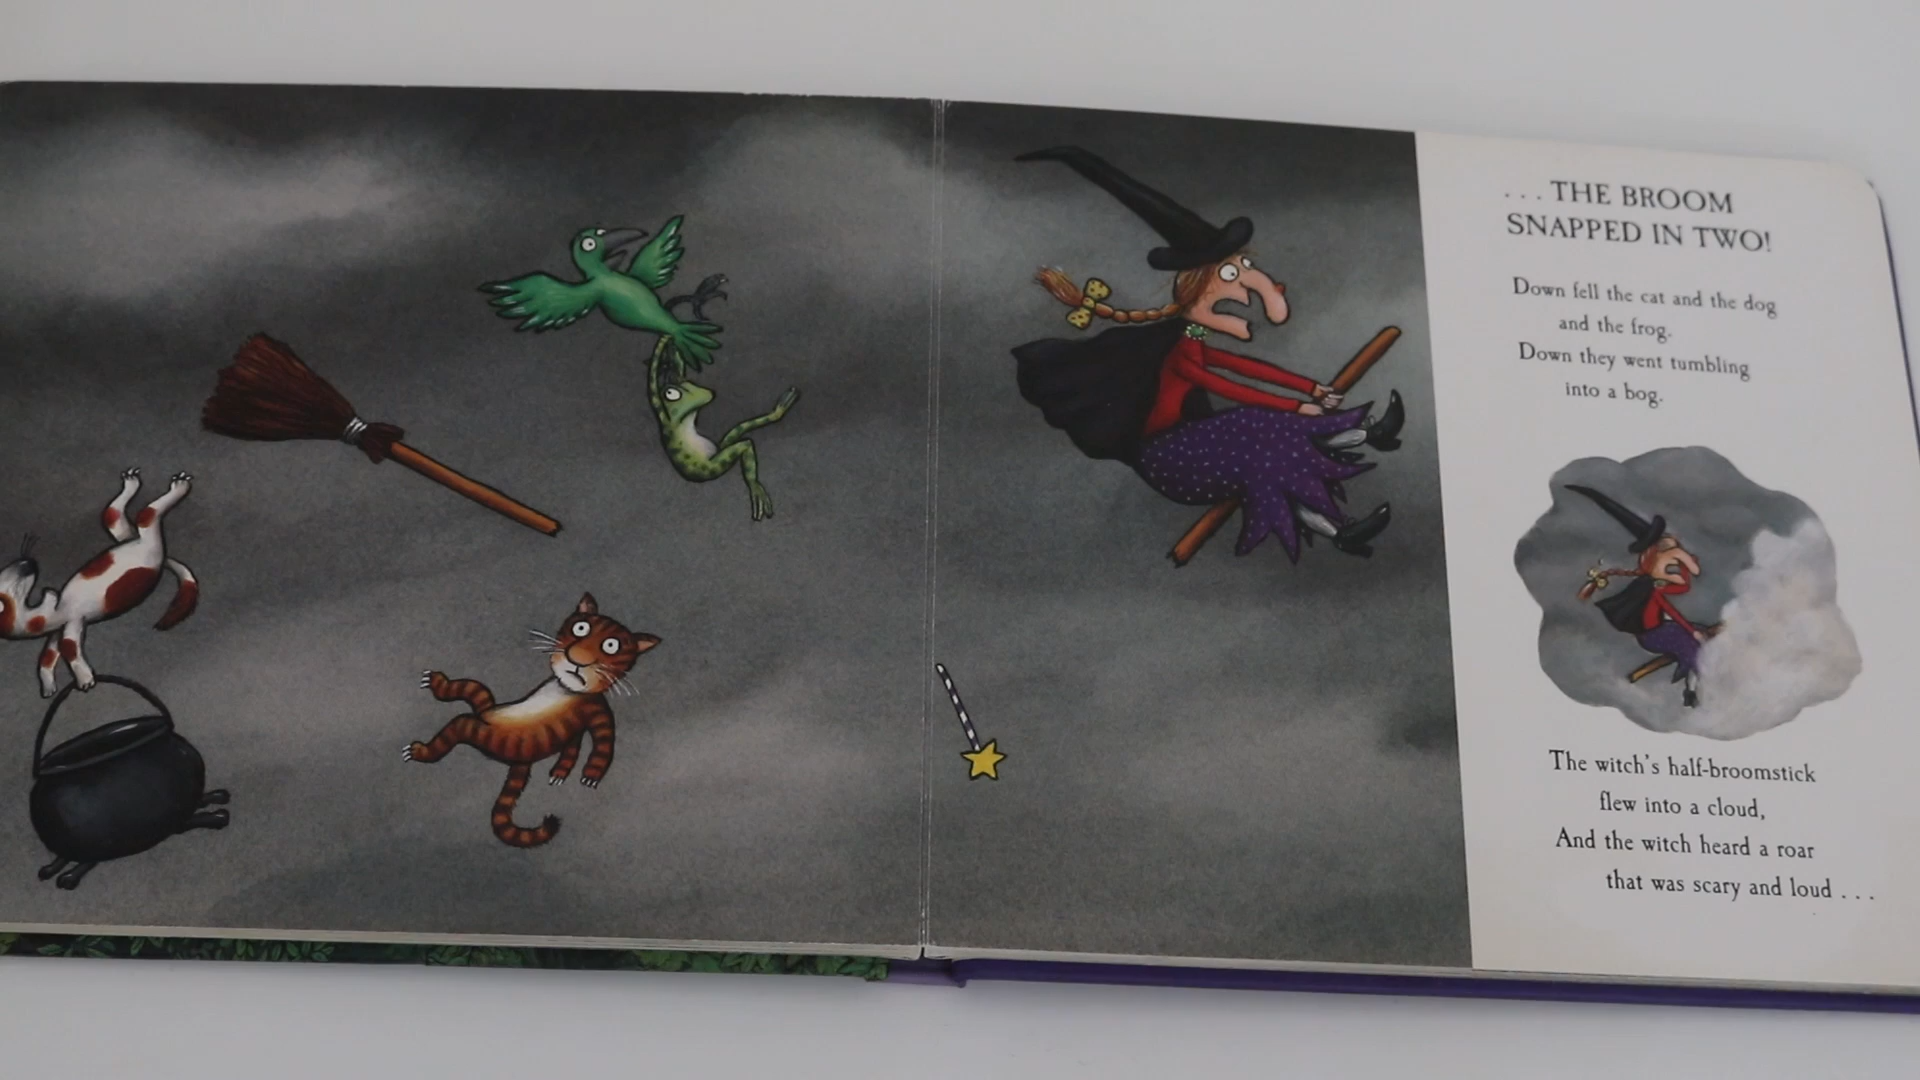 ... THE BROOM
SNAPPED IN TWO!
Down fell the cat and the dog
and the frog.
Down they went tumbling
into a bog.
The witch's half-broomstick
flew into a cloud,
And the witch heard a roar
that was scary and loud ...